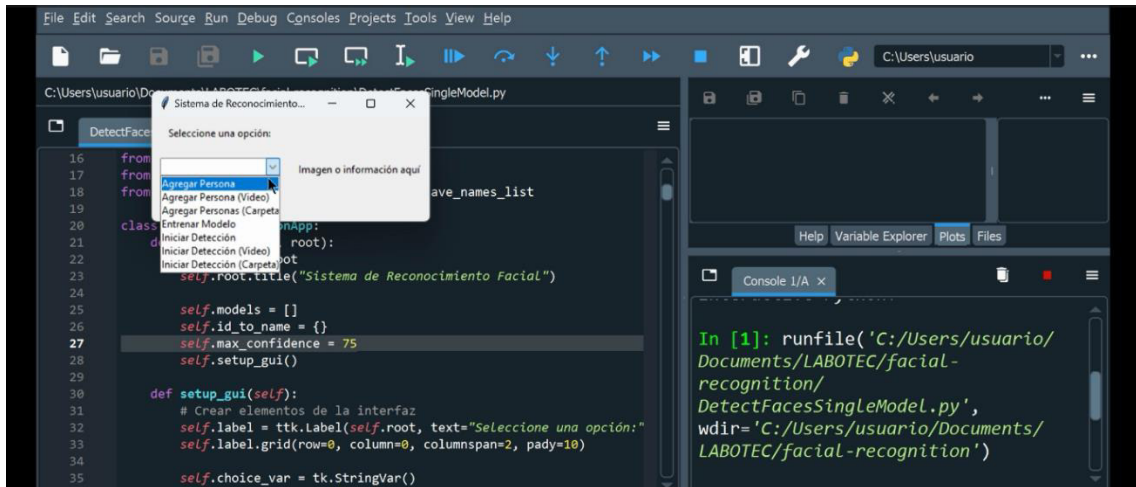 File Edit Search Source Run Debug Consoles Projects Tools View Help
C:\Users\usuario
C:\Users\usuario\Do
ingleModel.py
Sistema de Reconocimiento...
DetectFaces
Seleccione una opción:
Imagen o información aquí
Agregar Persona
Agregar Persona (Video)
Agregar Personas (Carpeta
Entrenar Modelo
Iniciar Detección
Iniciar Detección (Video)
Iniciar Detección (Carpeta)
16 from
17 from
18 from ave_names_list
19
20 class onApp:
21 d root):
22 oot
23 self.root.title("Sistema de Reconocimiento Facial")
24
25 self.models = []
26 self.id_to_name = {}
27 self.max_confidence = 75
28 self.setup_gui()
29
30 def setup_gui(self):
31 # Crear elementos de la interfaz
32 self.label = ttk.Label(self.root, text="Seleccione una opción:"
33 self.label.grid(row=0, column=0, columnspan=2, pady=10)
34
35 self.choice_var = tk.StringVar()
Help Variable Explorer Plots Files
Console 1/A
In [1]: runfile('C:/Users/usuario/
Documents/LABOTEC/facial-
recognition/
DetectFacesSingleModel.py',
wdir='C:/Users/usuario/Documents/
LABOTEC/facial-recognition')